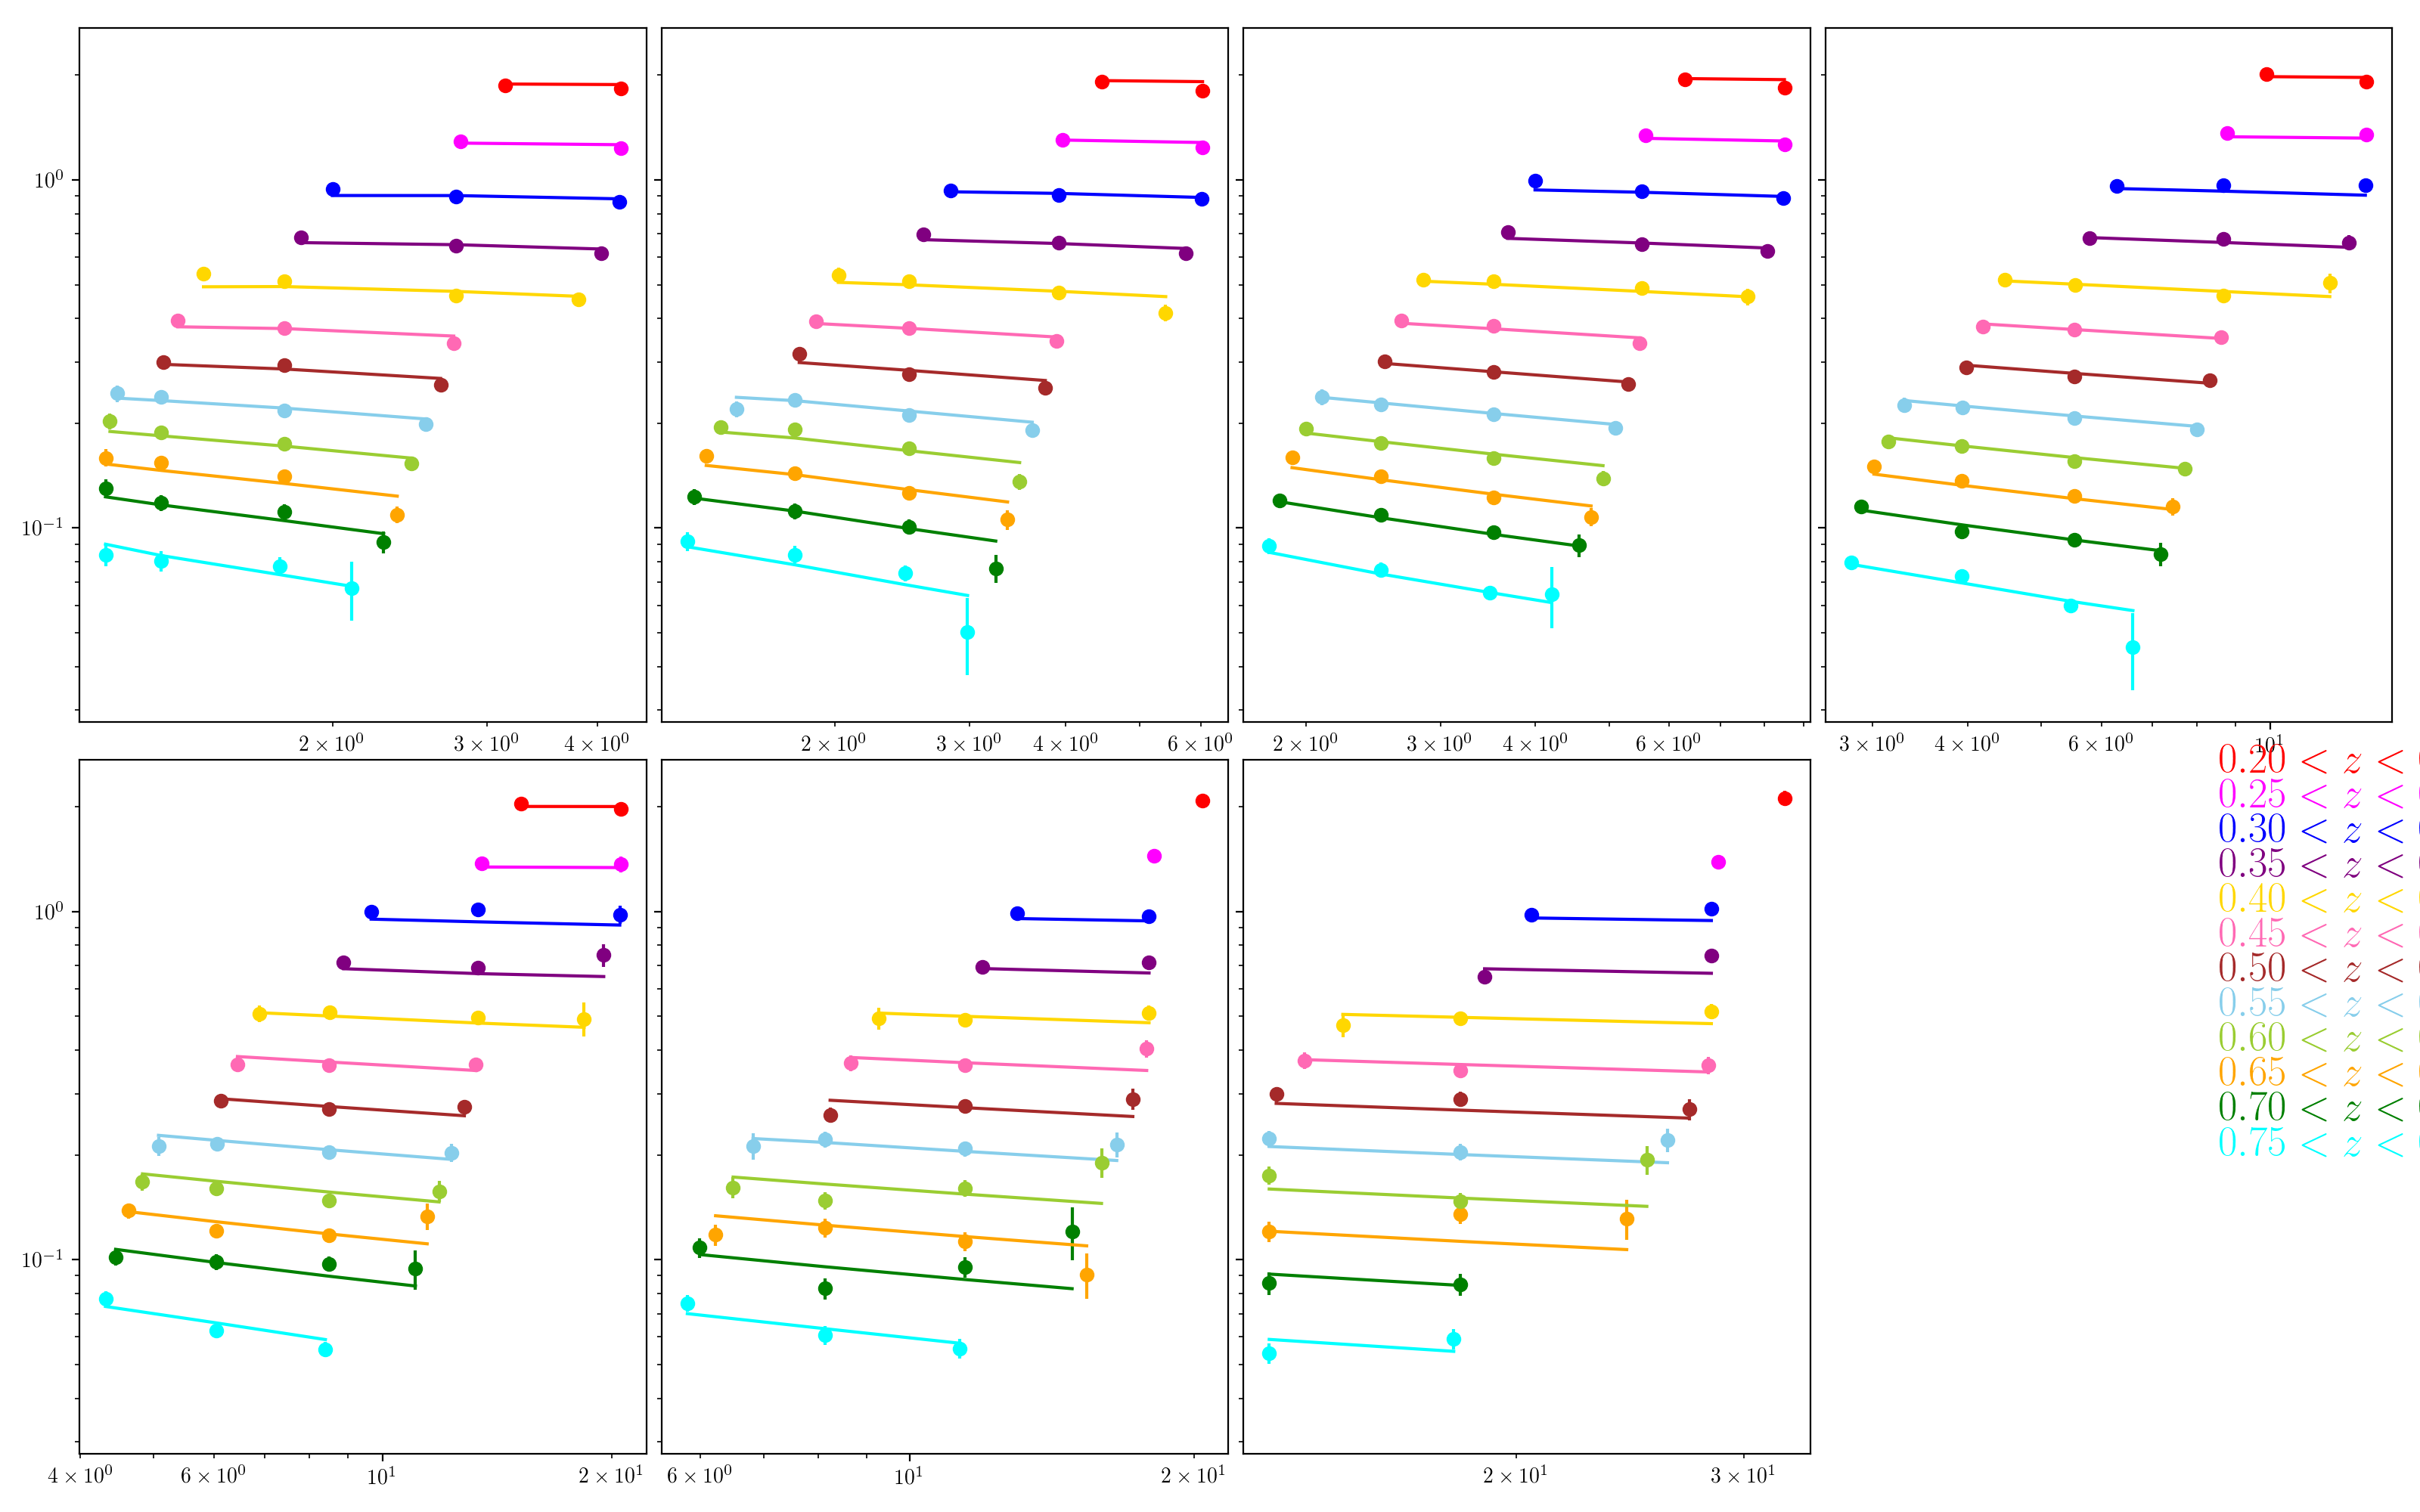 10^0
10^{-1}
2 × 10^0 3 × 10^0 4 × 10^0
2 × 10^0 3 × 10^0 4 × 10^0 6 × 10^0
2 × 10^0 3 × 10^0 4 × 10^0 6 × 10^0
3 × 10^0 4 × 10^0 6 × 10^0 10^1
0.20 < z <
0.25 < z <
0.30 < z <
0.35 < z <
0.40 < z <
0.45 < z <
0.50 < z <
0.55 < z <
0.60 < z <
0.65 < z <
0.70 < z <
0.75 < z <
10^0
10^{-1}
4 × 10^0 6 × 10^0 10^1 2 × 10^1
6 × 10^0 10^1 2 × 10^1
2 × 10^1 3 × 10^1